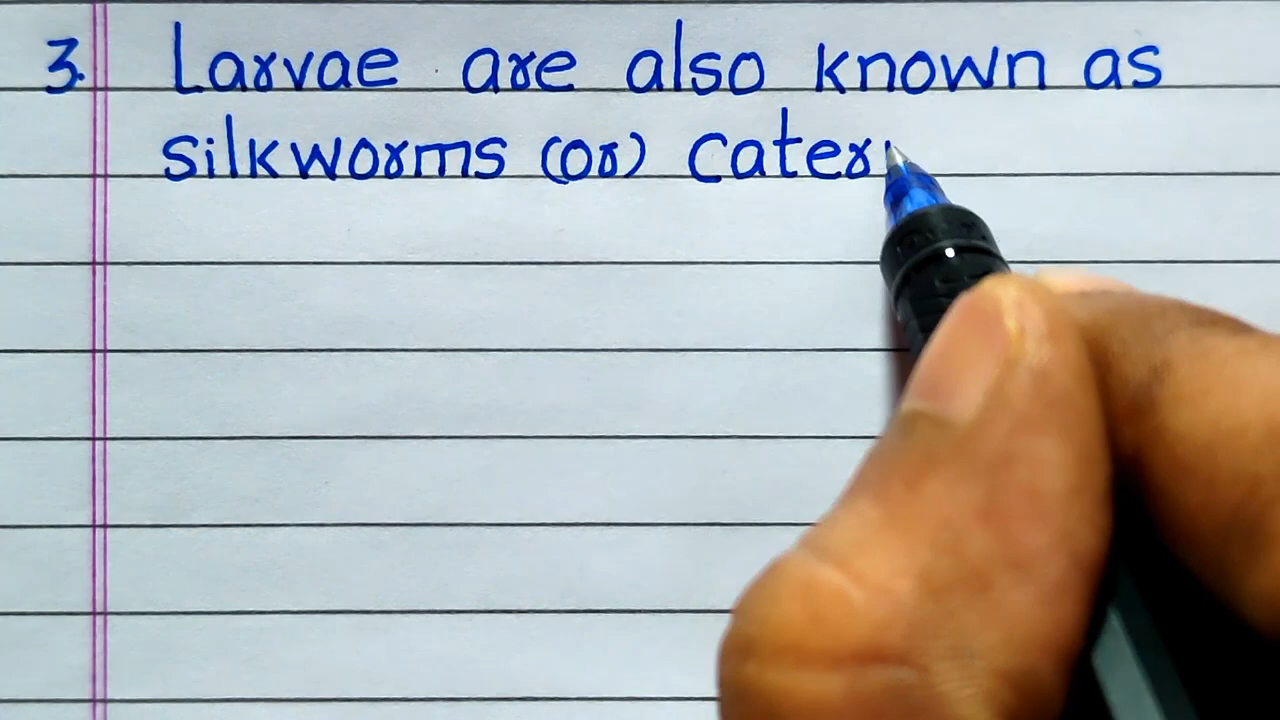 3. Larvae are also known as
silkworms (or) Cater